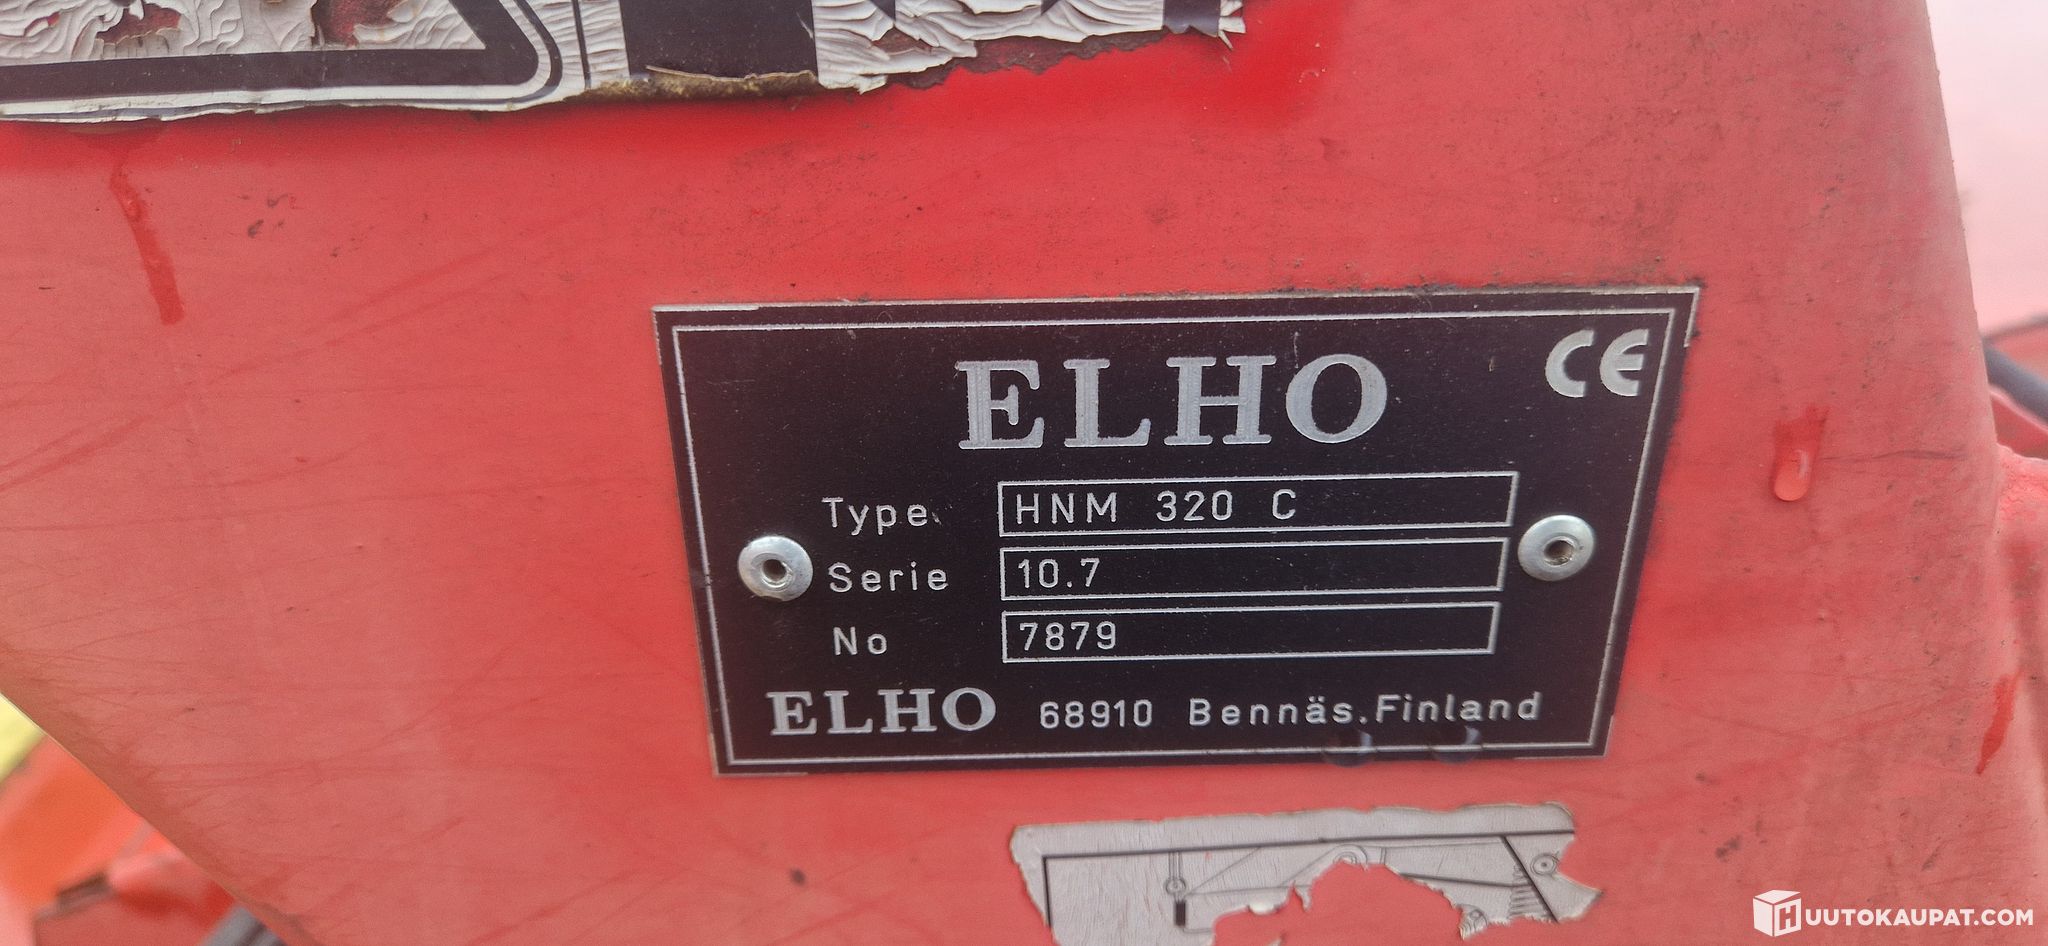 ELHO CE
Type HNM 320 C
Serie 10.7
No 7879
ELHO 68910 Bennäs.Finland
HUUTOKAUPAT.COM